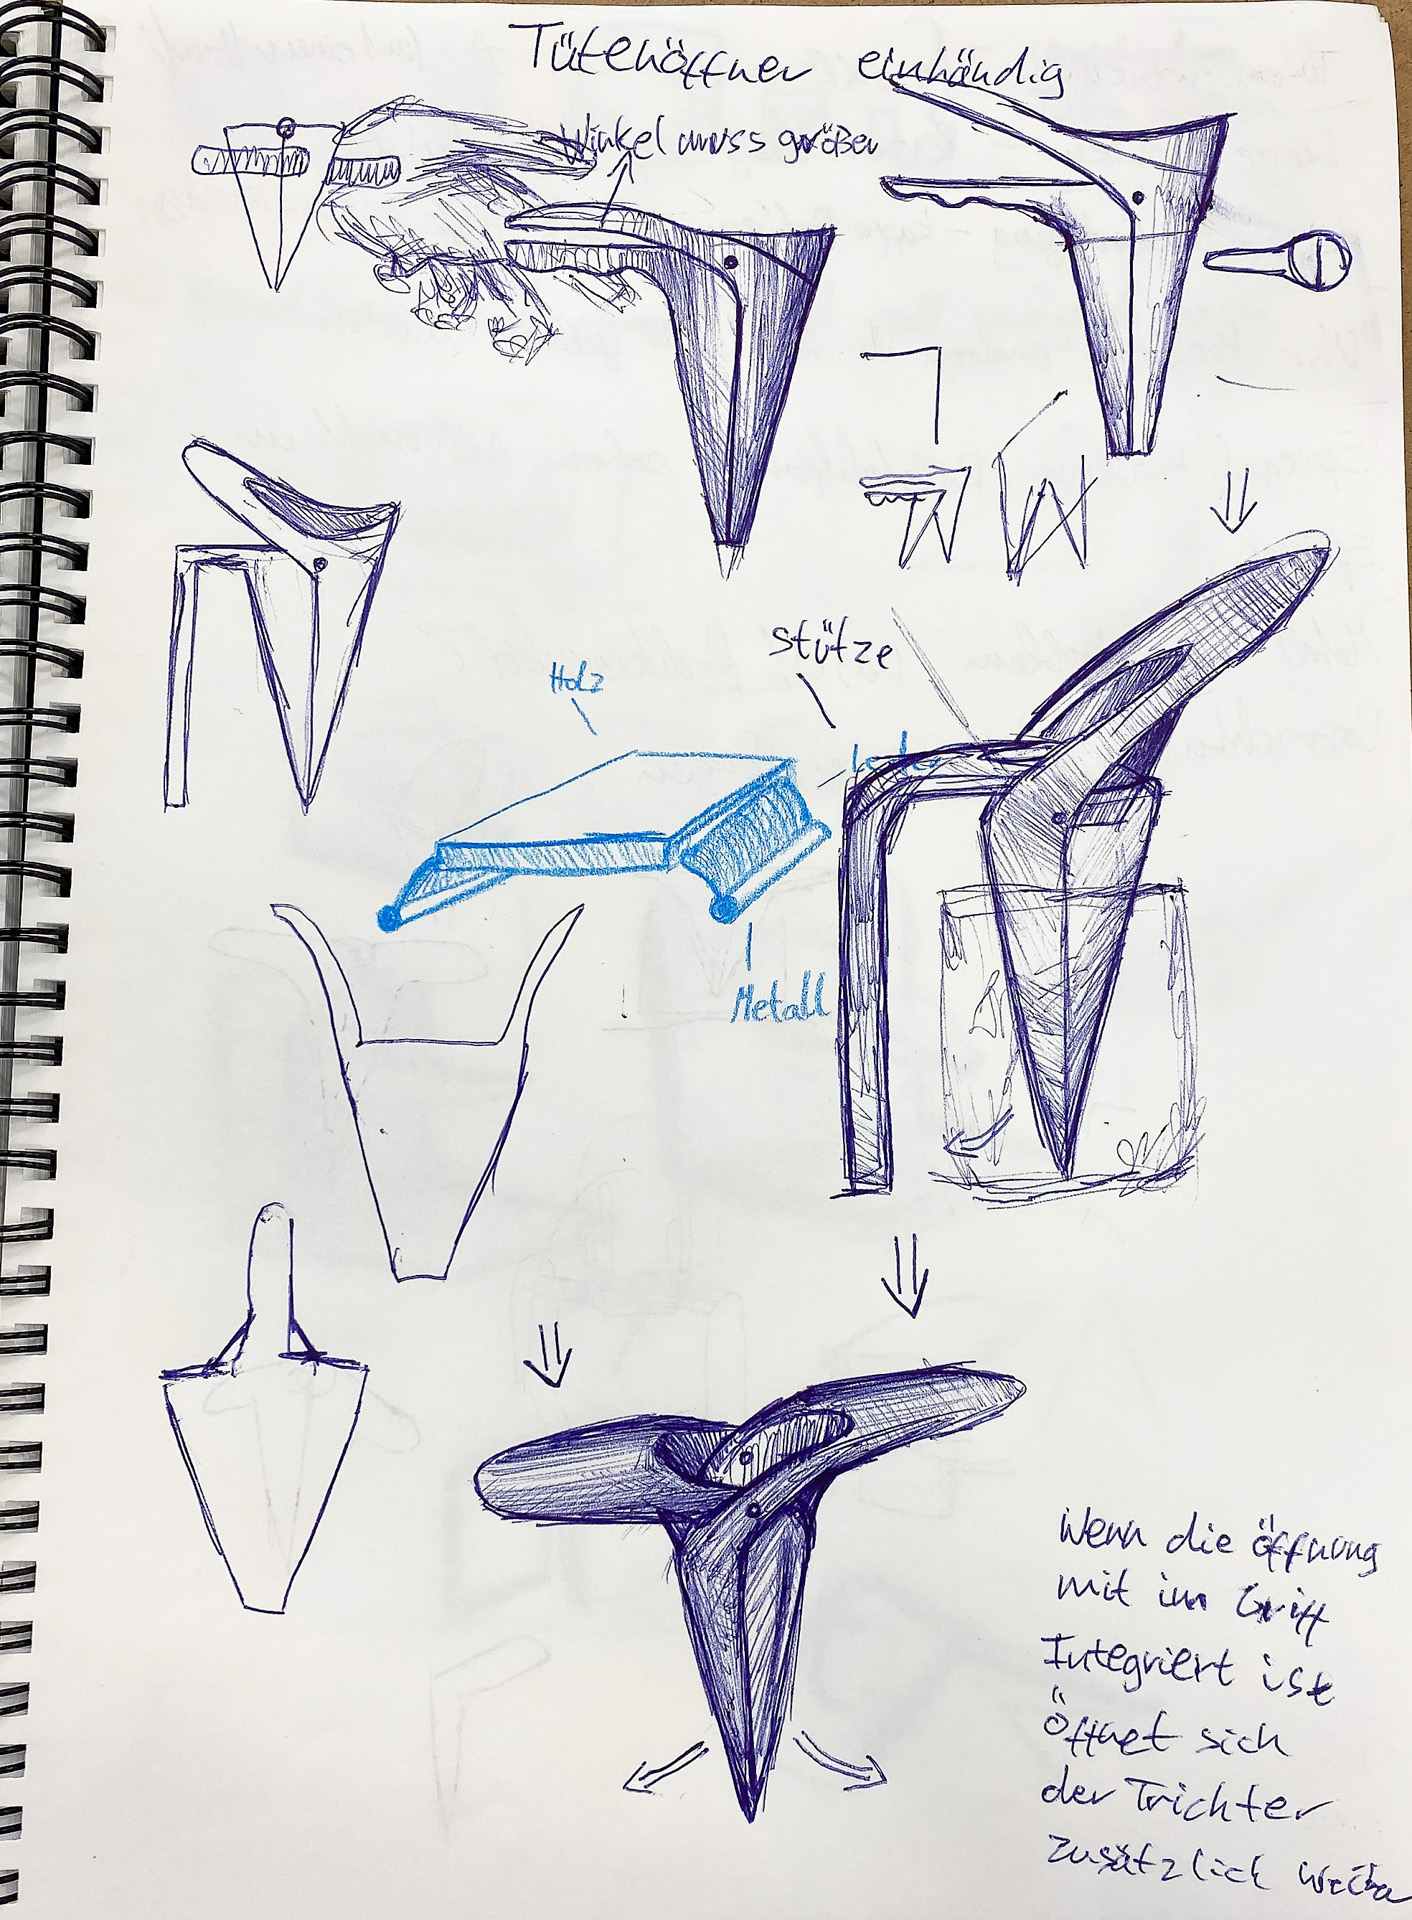 Tütenöffner einhändig
Winkel muss größer
Stütze
Holz
Leder
Metall
Wenn die öffnung
mit im Griff
Integriert ist
Öffnet sich
der Trichter
zusätzlich